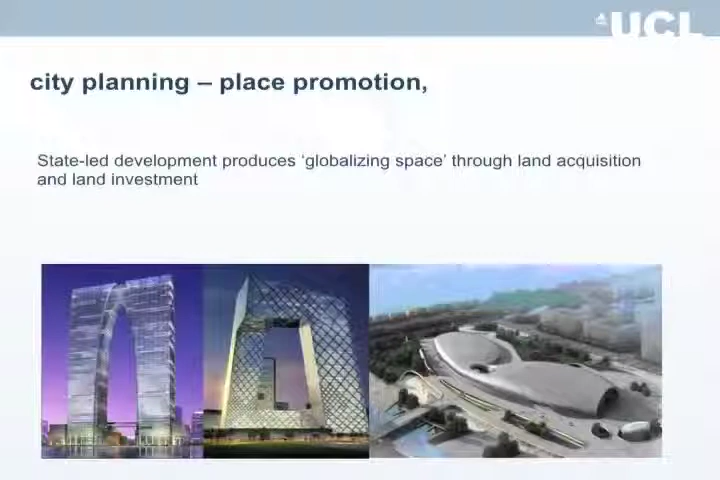 UCL
city planning – place promotion,
State-led development produces ‘globalizing space’ through land acquisition
and land investment